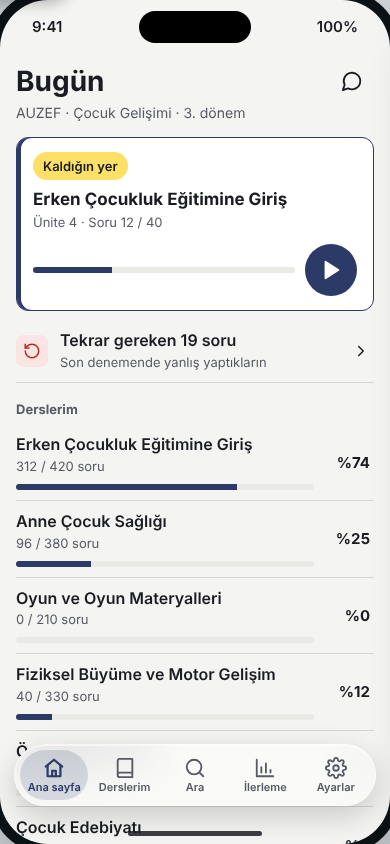 9:41
100%
Bugün
AUZEF · Çocuk Gelişimi · 3. dönem
Kaldığın yer
Erken Çocukluk Eğitimine Giriş
Ünite 4 · Soru 12 / 40
Tekrar gereken 19 soru
Son denemende yanlış yaptıkların
Derslerim
Erken Çocukluk Eğitimine Giriş
312 / 420 soru
%74
Anne Çocuk Sağlığı
96 / 380 soru
%25
Oyun ve Oyun Materyalleri
0 / 210 soru
%0
Fiziksel Büyüme ve Motor Gelişim
40 / 330 soru
%12
Ana sayfa
Derslerim
Ara
İlerleme
Ayarlar
Çocuk Edebiyatı